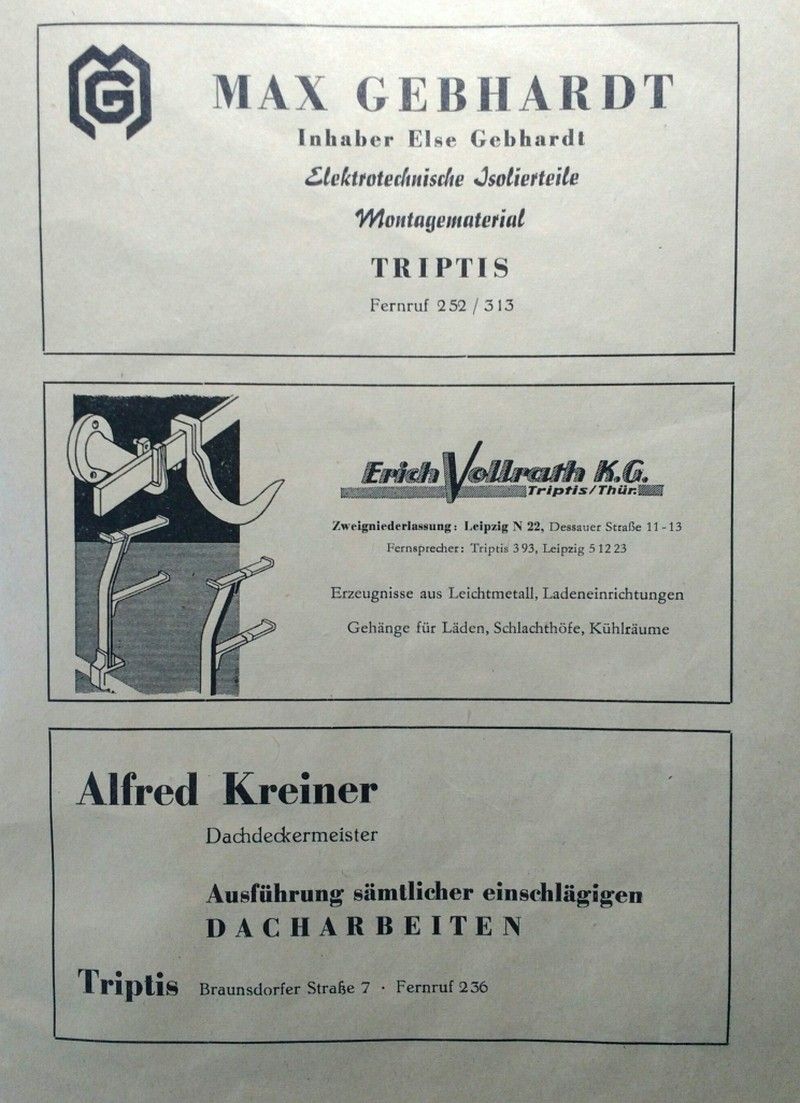 MG
MAX GEBHARDT
Inhaber Else Gebhardt
Elektrotechnische Isolierteile
Montagematerial
TRIPTIS
Fernruf 252 / 313
Erich Vollrath K.G.
Triptis/Thür.
Zweigniederlassung: Leipzig N 22, Dessauer Straße 11-13
Fernsprecher: Triptis 393, Leipzig 51223
Erzeugnisse aus Leichtmetall, Ladeneinrichtungen
Gehänge für Läden, Schlachthöfe, Kühlräume
Alfred Kreiner
Dachdeckermeister
Ausführung sämtlicher einschlägigen
DACHARBEITEN
Triptis Braunsdorfer Straße 7 · Fernruf 236